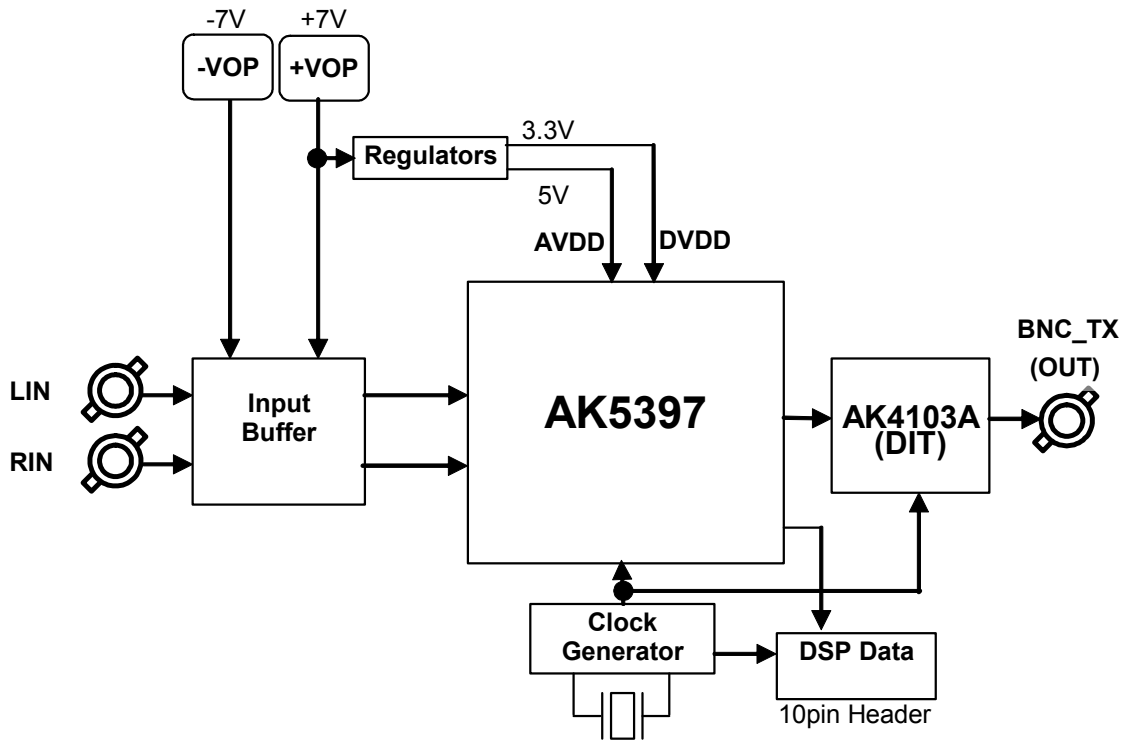 -7V
+7V
-VOP
+VOP
Regulators
3.3V
5V
AVDD
DVDD
LIN
RIN
Input
Buffer
AK5397
AK4103A
(DIT)
BNC_TX
(OUT)
Clock
Generator
DSP Data
10pin Header